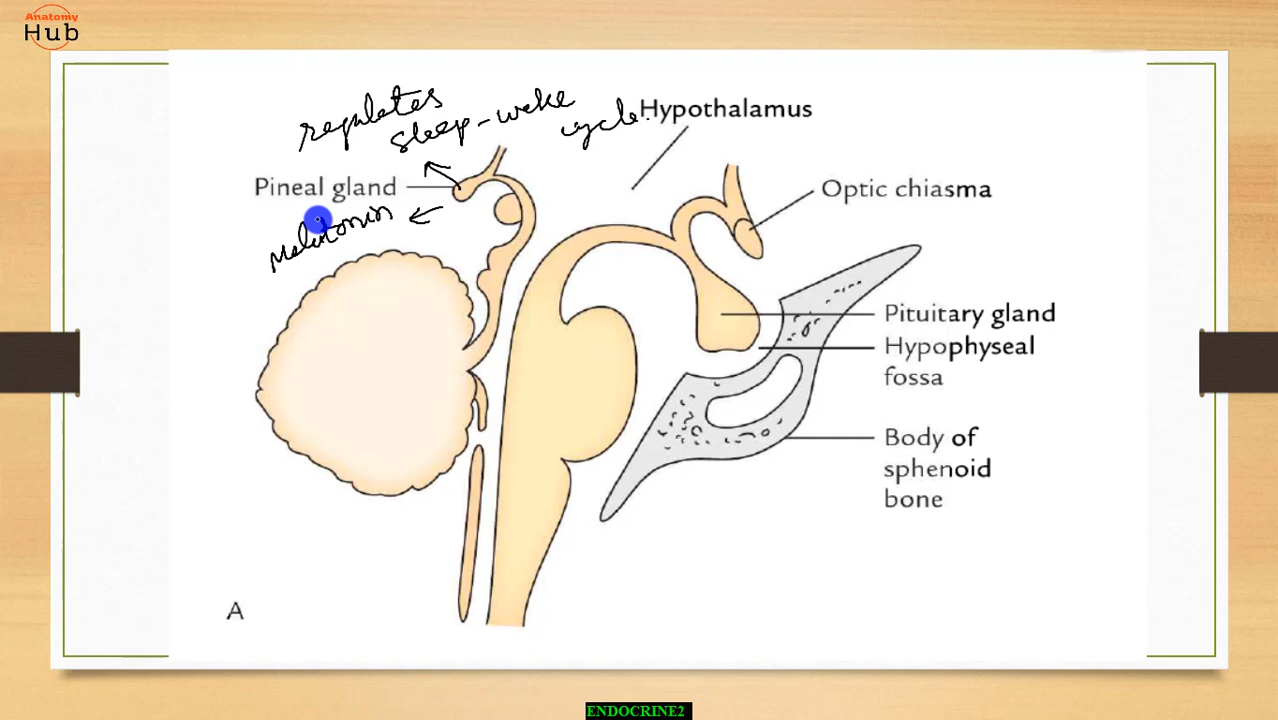 Anatomy
Hub
regulates
sleep-wake
cycle.
Hypothalamus
Pineal gland
Melatonin
Optic chiasma
Pituitary gland
Hypophyseal
fossa
Body of
sphenoid
bone
A
ENDOCRINE2